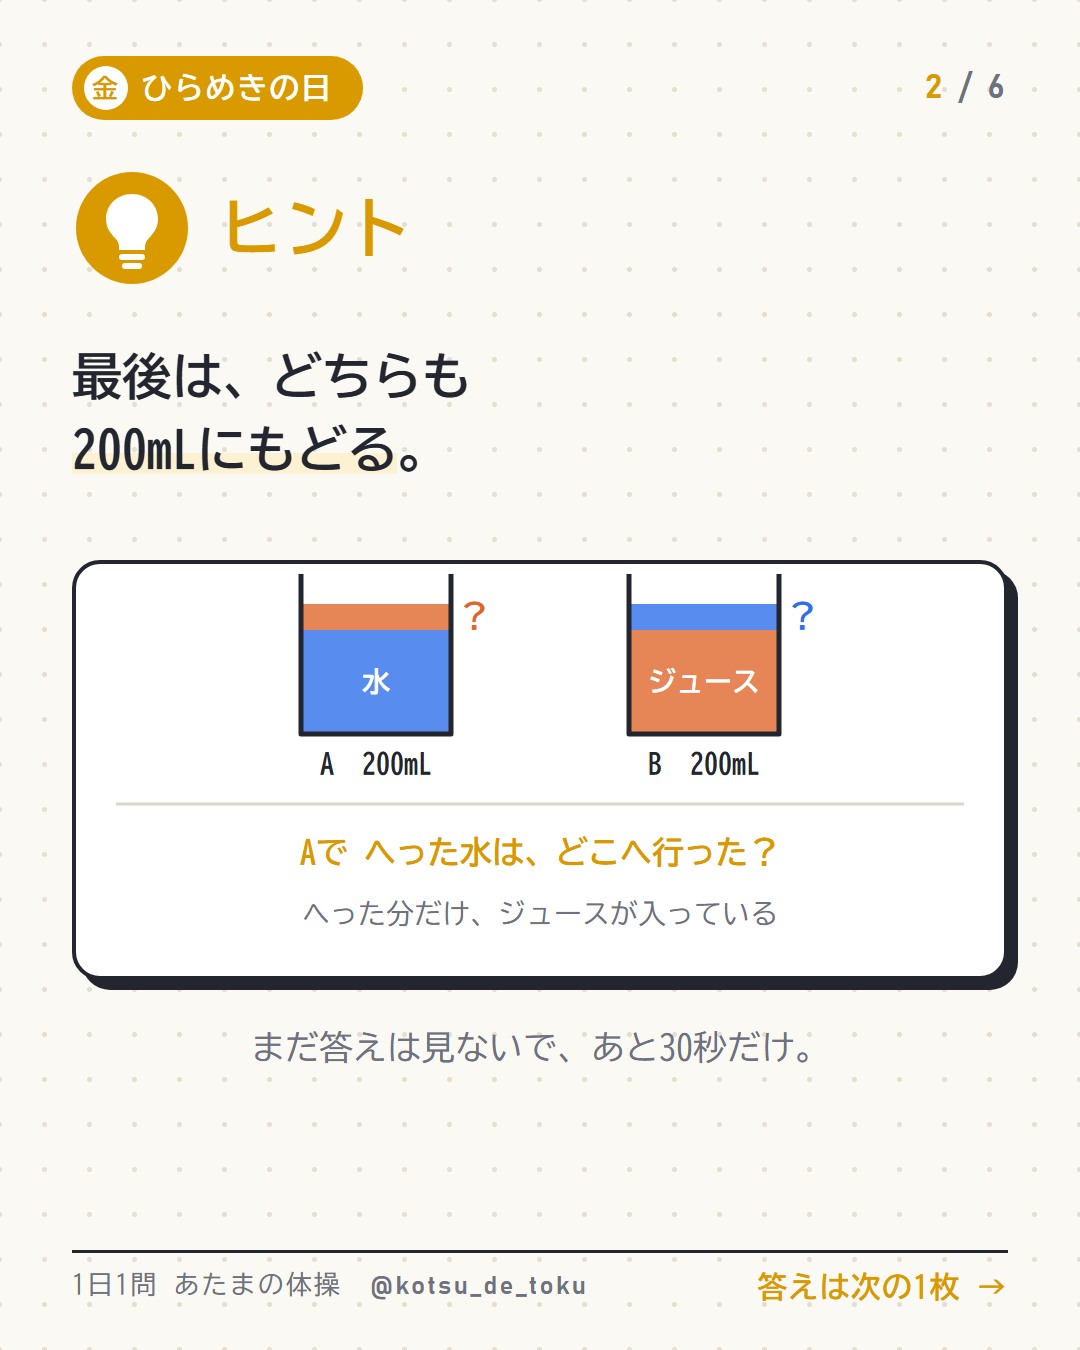 金 ひらめきの日
2 / 6
ヒント
最後は、どちらも
200mLにもどる。
? ?
水 ジュース
A 200mL B 200mL
Aで へった水は、どこへ行った？
へった分だけ、ジュースが入っている
まだ答えは見ないで、あと30秒だけ。
1日1問 あたまの体操 @kotsu_de_toku 答えは次の1枚 →